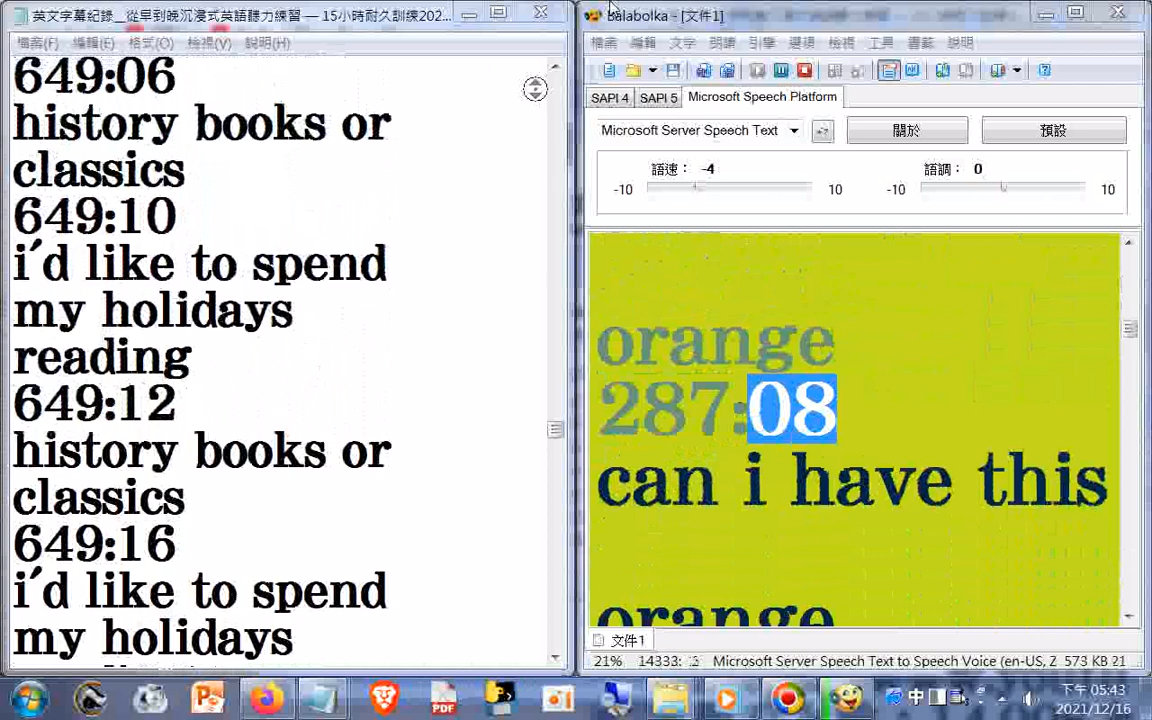 英文字幕紀錄__從早到晚沉浸式英語聽力練習 — 15小時耐久訓練202...
檔案(F) 編輯(E) 格式(O) 檢視(V) 說明(H)
649:06
history books or
classics
649:10
i'd like to spend
my holidays
reading
649:12
history books or
classics
649:16
i'd like to spend
my holidays
Balabolka - [文件1]
檔案 編輯 文字 朗讀 引擎 選項 檢視 工具 書籤 說明
SAPI 4 SAPI 5 Microsoft Speech Platform
Microsoft Server Speech Text 關於 預設
語速： -4 語調： 0
-10 10 -10 10
orange
287:08
can i have this
orange
文件1
21% 14333: Microsoft Server Speech Text to Speech Voice (en-US, Z 573 KB 21
PDF
中
下午 05:43
2021/12/16